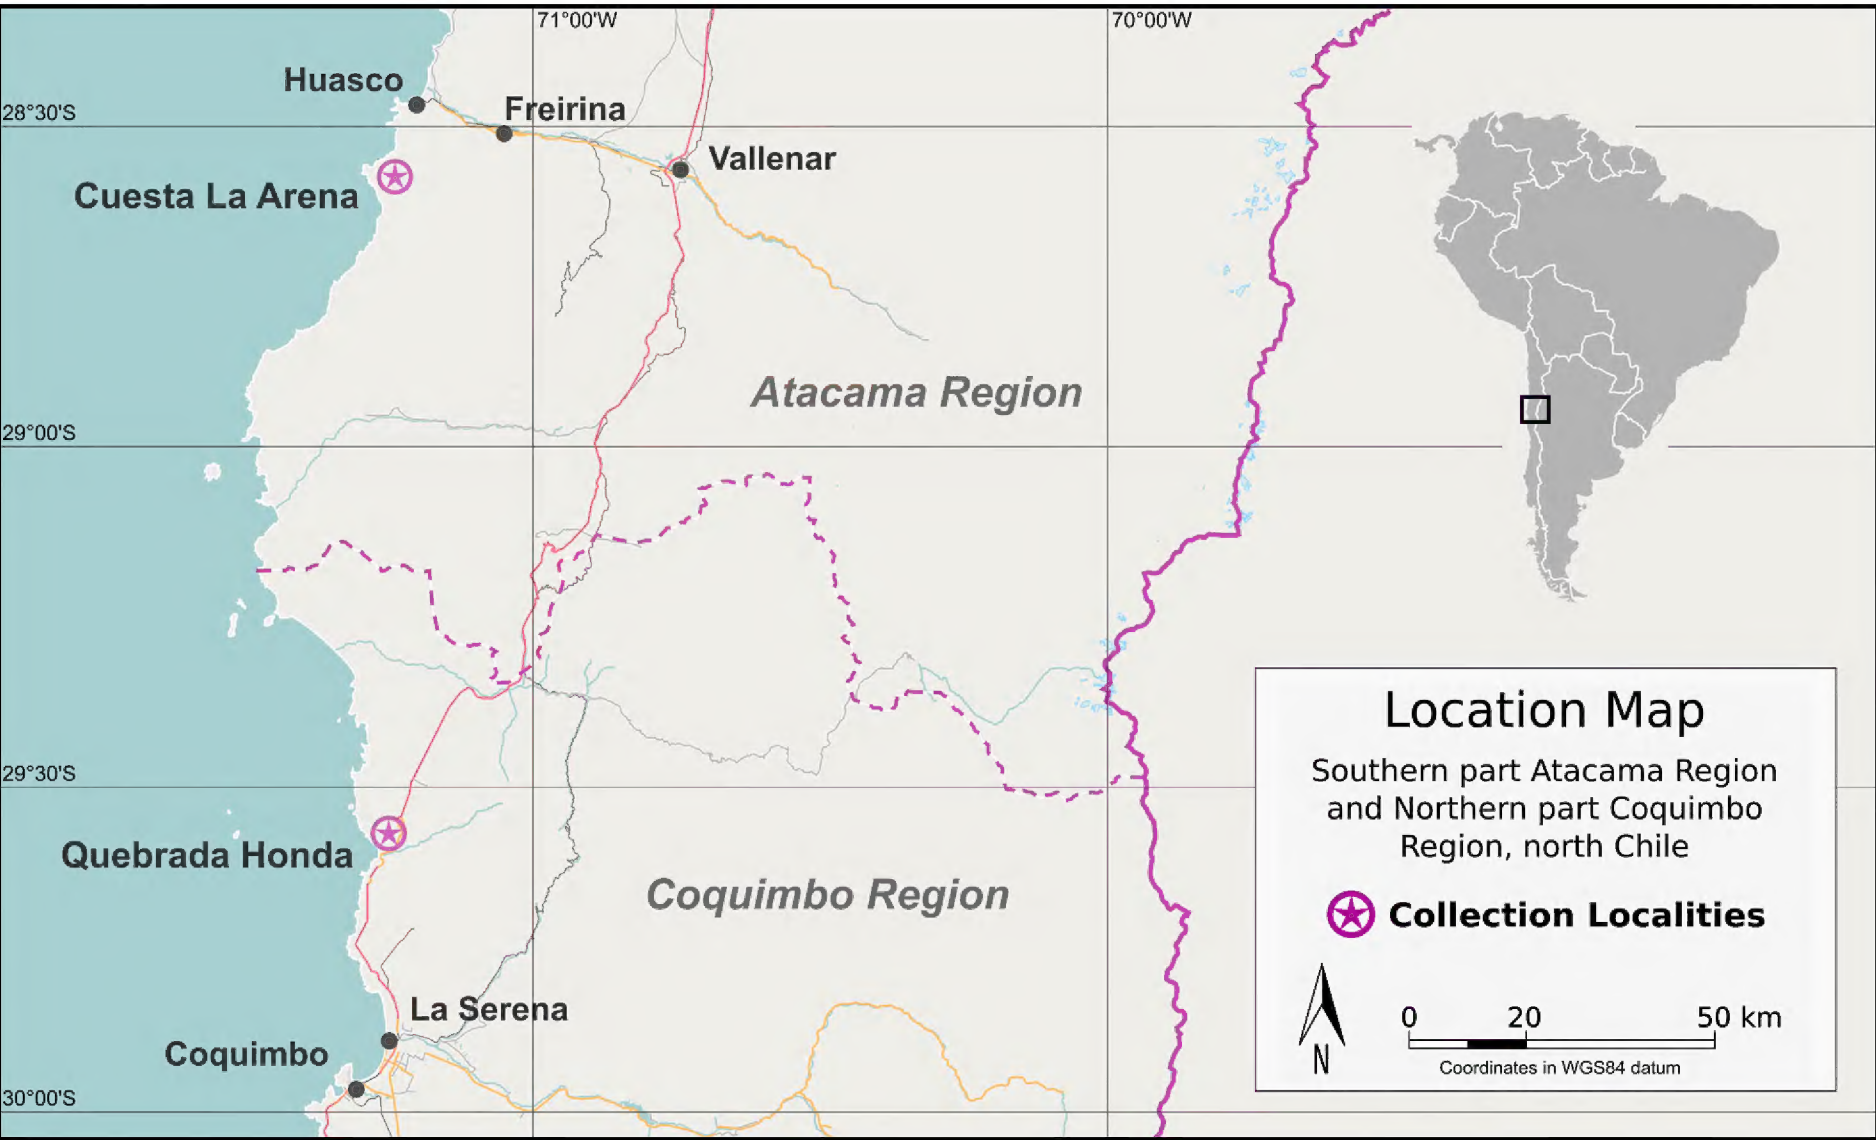 71°00'W
70°00'W
Huasco
Freirina
28°30'S
Vallenar
Cuesta La Arena
Atacama Region
29°00'S
29°30'S
Quebrada Honda
Coquimbo Region
La Serena
Coquimbo
30°00'S
Location Map
Southern part Atacama Region
and Northern part Coquimbo
Region, north Chile
Collection Localities
0 20 50 km
N
Coordinates in WGS84 datum